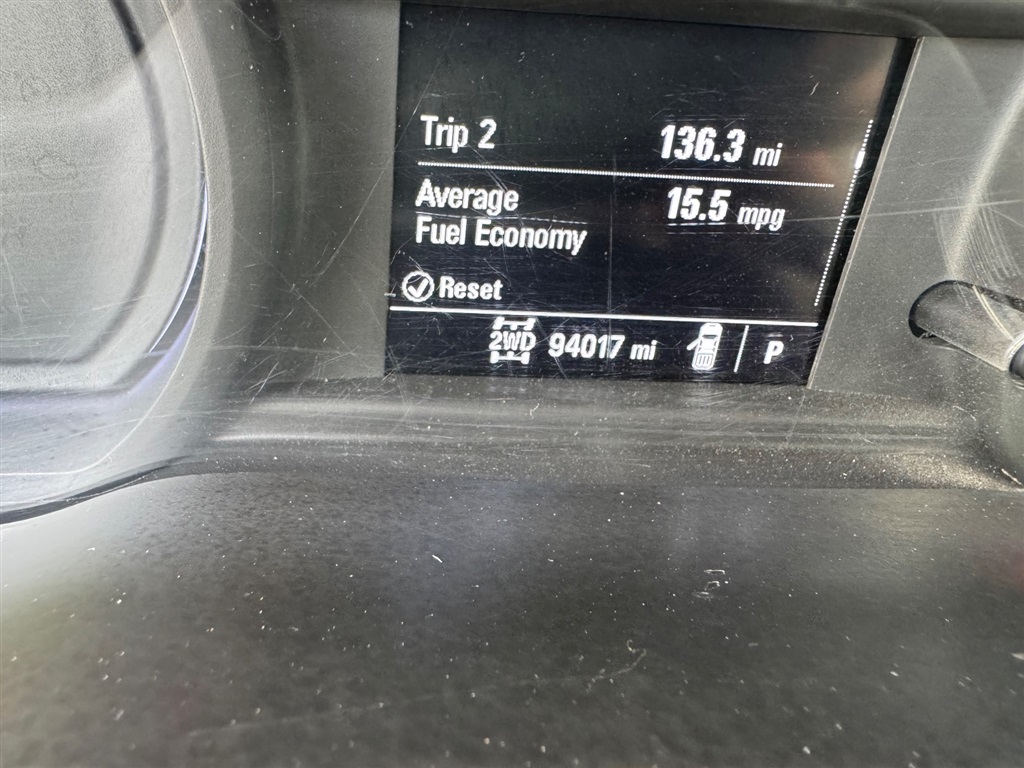 Trip 2 136.3 mi
Average 15.5 mpg
Fuel Economy
Reset
2WD 94017 mi P